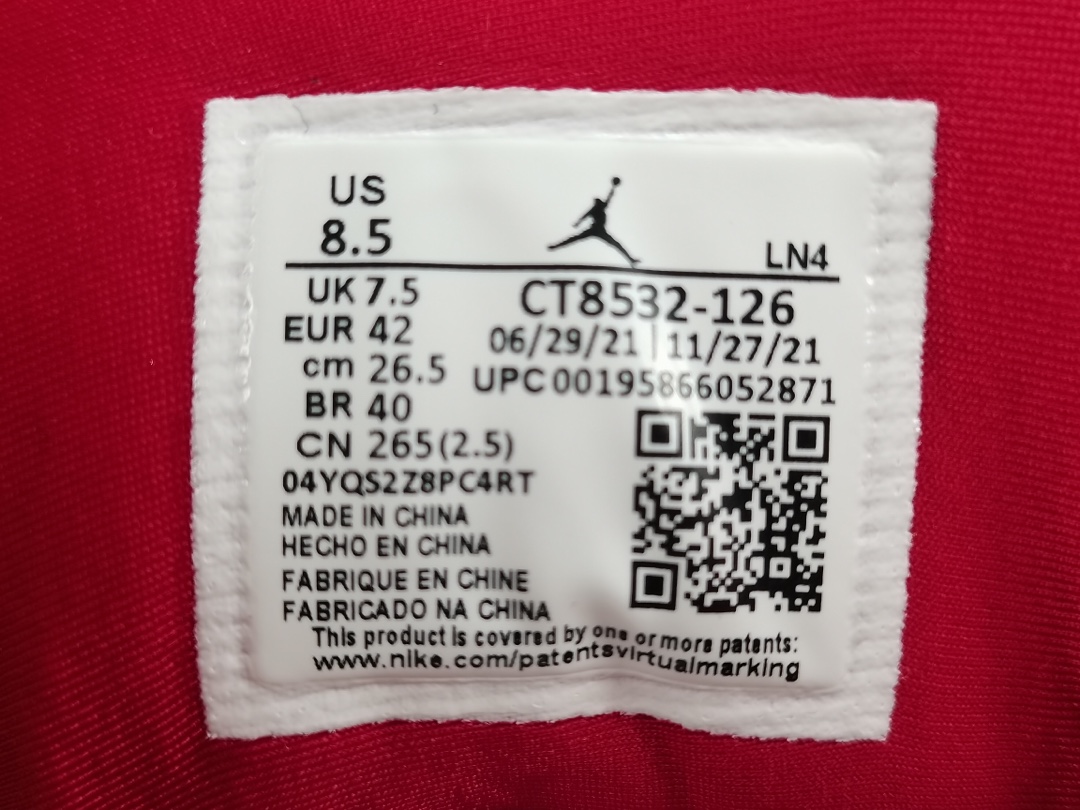 US
8.5
LN4
UK 7.5
EUR 42
cm 26.5
BR 40
CN 265(2.5)
CT8532-126
06/29/21 | 11/27/21
UPC 00195866052871
04YQS2Z8PC4RT
MADE IN CHINA
HECHO EN CHINA
FABRIQUE EN CHINE
FABRICADO NA CHINA
This product is covered by one or more patents:
www.nike.com/patentsvirtualmarking